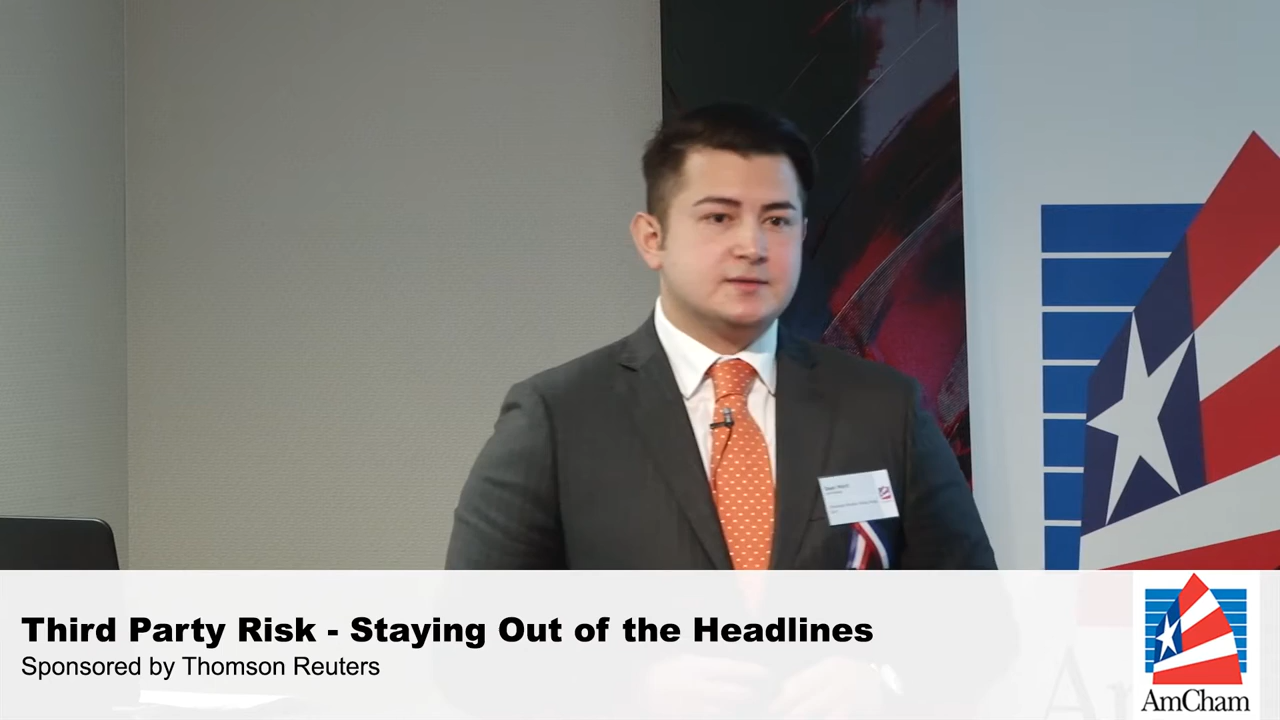 Third Party Risk - Staying Out of the Headlines
Sponsored by Thomson Reuters
AmCham